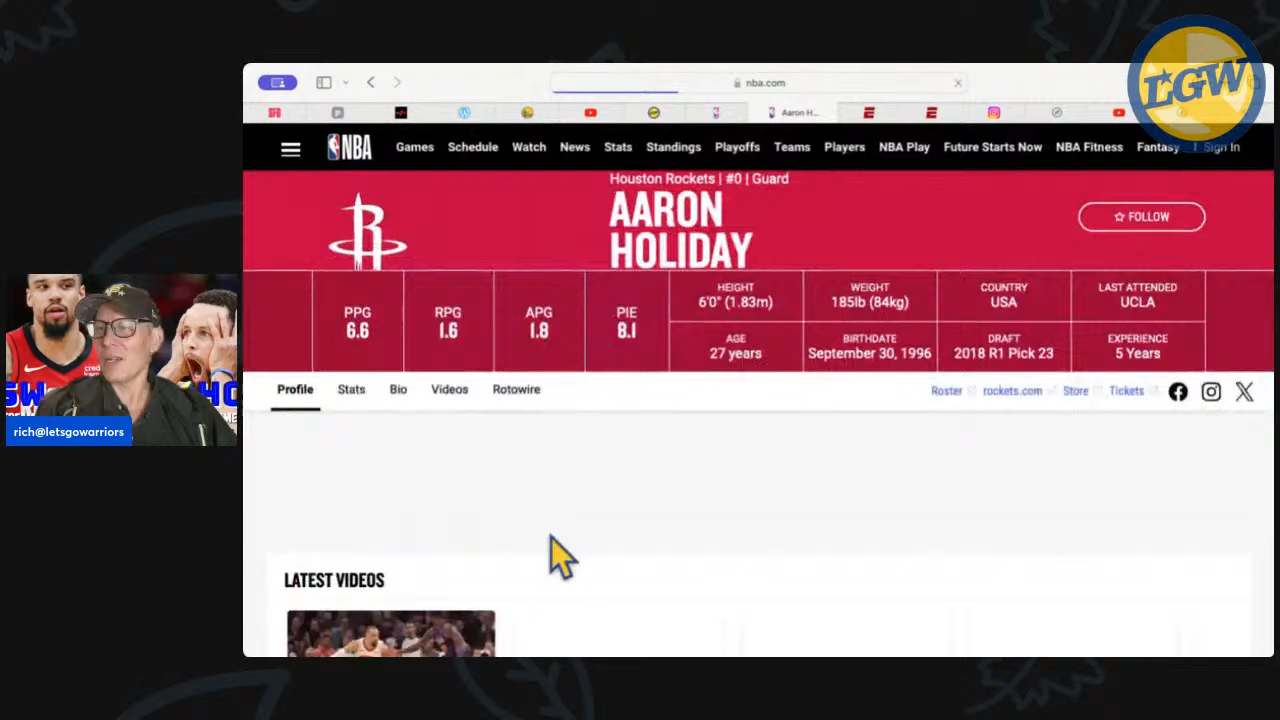 LGW
nba.com
Aaron H...
NBA
Games
Schedule
Watch
News
Stats
Standings
Playoffs
Teams
Players
NBA Play
Future Starts Now
NBA Fitness
Fantasy
Sign In
Houston Rockets | #0 | Guard
AARON
HOLIDAY
FOLLOW
PPG
6.6
RPG
1.6
APG
1.8
PIE
8.1
HEIGHT
6'0" (1.83m)
WEIGHT
185lb (84kg)
COUNTRY
USA
LAST ATTENDED
UCLA
AGE
27 years
BIRTHDATE
September 30, 1996
DRAFT
2018 R1 Pick 23
EXPERIENCE
5 Years
Profile
Stats
Bio
Videos
Rotowire
Roster
rockets.com
Store
Tickets
rich@letsgowarriors
LATEST VIDEOS